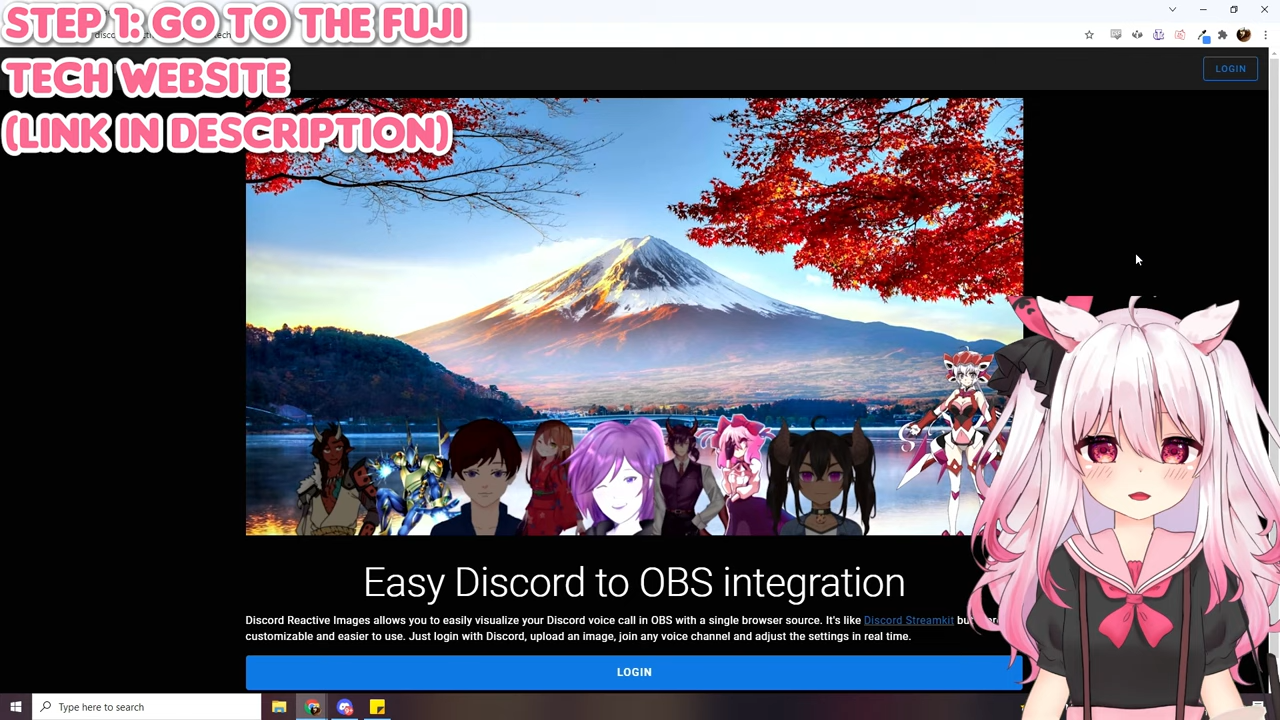 STEP 1: GO TO THE FUJI
TECH WEBSITE
(LINK IN DESCRIPTION)
LOGIN
Easy Discord to OBS integration
Discord Reactive Images allows you to easily visualize your Discord voice call in OBS with a single browser source. It's like Discord Streamkit but
customizable and easier to use. Just login with Discord, upload an image, join any voice channel and adjust the settings in real time.
LOGIN
Type here to search